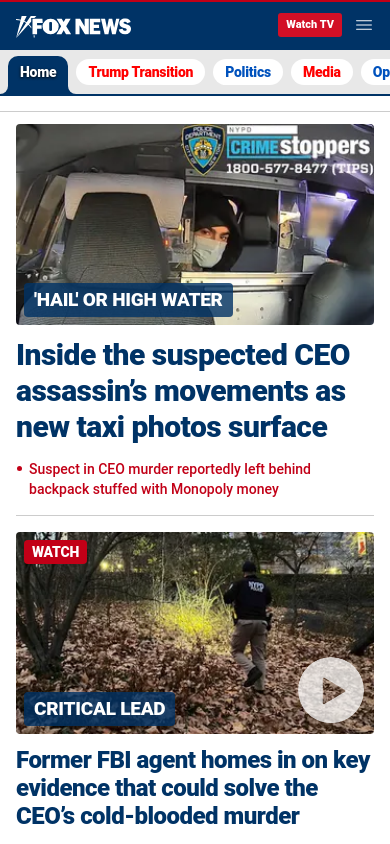 FOX NEWS
Watch TV
Home
Trump Transition
Politics
Media
Op
POLICE
DEPARTMENT
NYPD
CRIMEstoppers
1800-577-8477 (TIPS)
'HAIL' OR HIGH WATER
Inside the suspected CEO
assassin's movements as
new taxi photos surface
Suspect in CEO murder reportedly left behind
backpack stuffed with Monopoly money
WATCH
NYPD
CRITICAL LEAD
Former FBI agent homes in on key
evidence that could solve the
CEO's cold-blooded murder